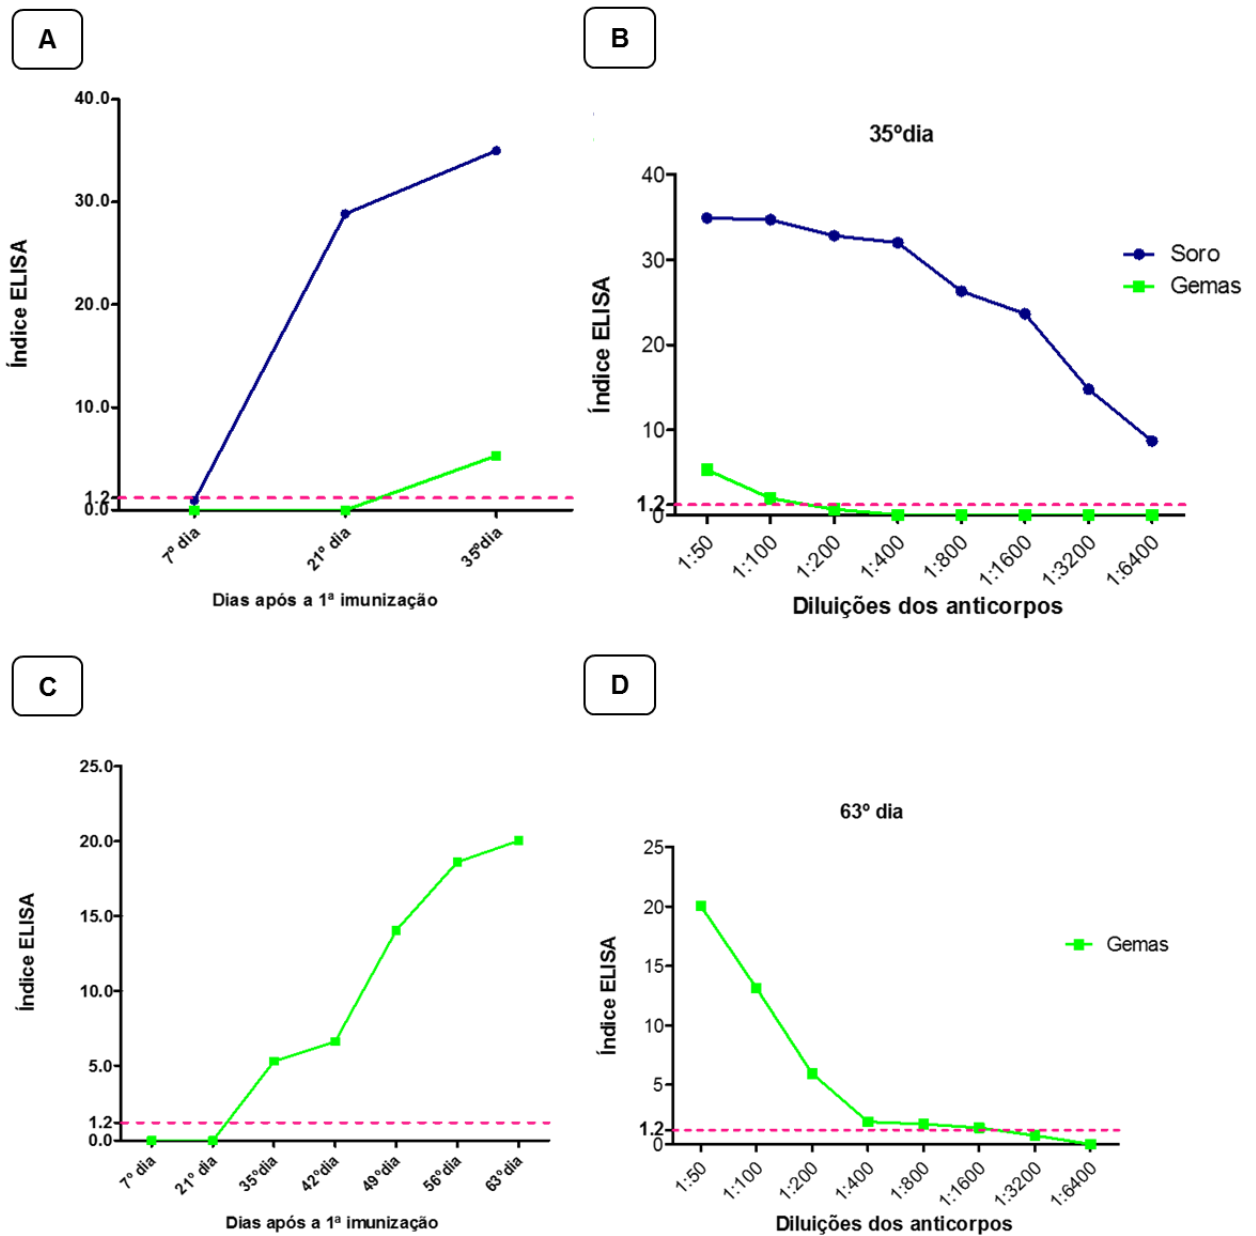 A
40.0
30.0
20.0
10.0
1.2
0.0
Índice ELISA
7º dia
21º dia
35ºdia
Dias após a 1ª imunização
B
35ºdia
40
30
20
10
1.2
0
Índice ELISA
Soro
Gemas
1:50
1:100
1:200
1:400
1:800
1:1600
1:3200
1:6400
Diluições dos anticorpos
C
25.0
20.0
15.0
10.0
5.0
1.2
0.0
Índice ELISA
7º dia
21º dia
35ºdia
42ºdia
49ºdia
56ºdia
63ºdia
Dias após a 1ª imunização
D
63º dia
25
20
15
10
5
1.2
0
Índice ELISA
Gemas
1:50
1:100
1:200
1:400
1:800
1:1600
1:3200
1:6400
Diluições dos anticorpos